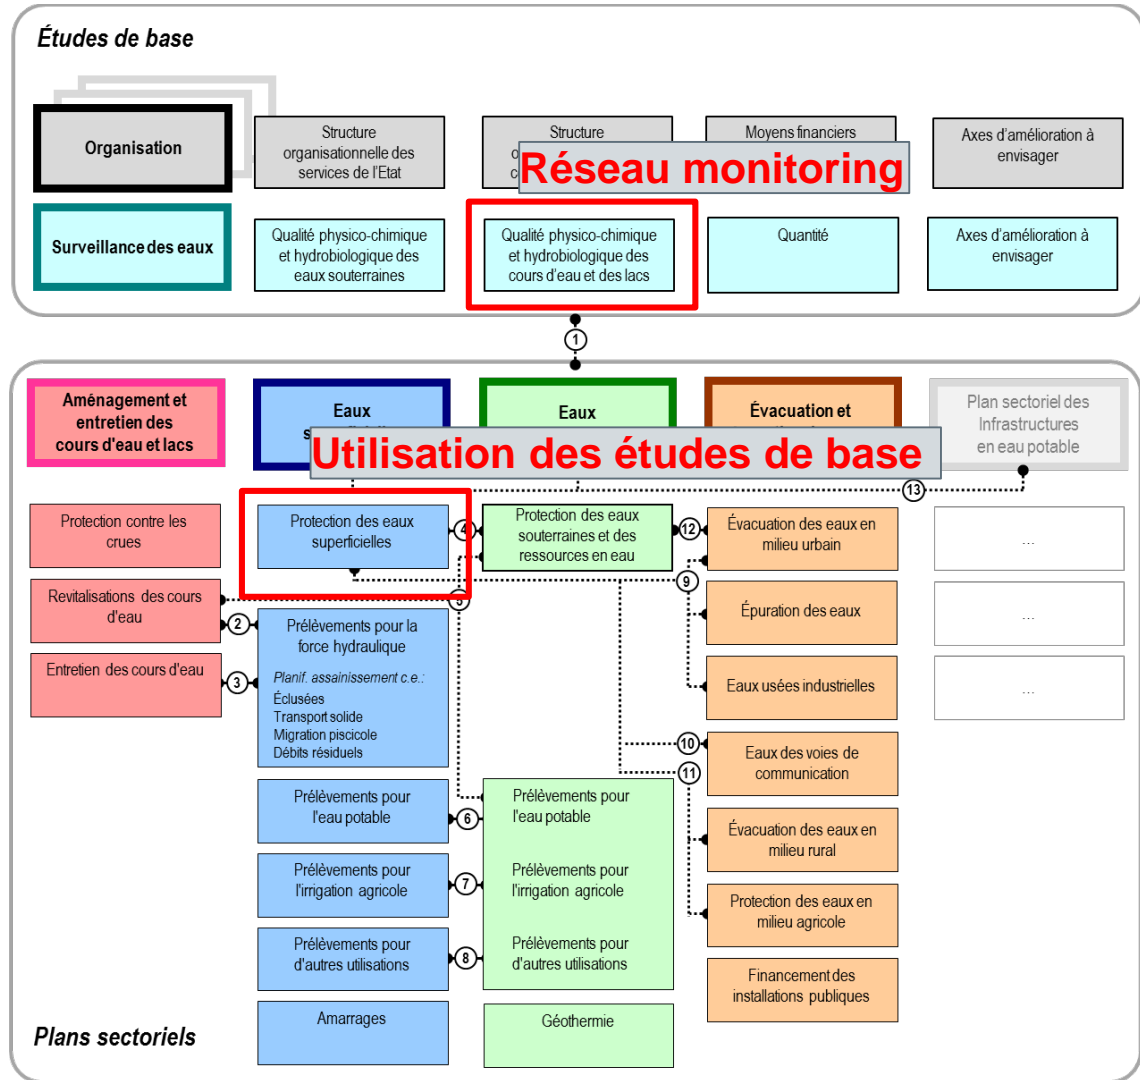 Études de base
Organisation
Structure
organisationnelle des
services de l'Etat
Structure
Moyens financiers
Axes d'amélioration à
envisager
Réseau monitoring
Surveillance des eaux
Qualité physico-chimique
et hydrobiologique des
eaux souterraines
Qualité physico-chimique
et hydrobiologique des
cours d'eau et des lacs
Quantité
Axes d'amélioration à
envisager
1
Aménagement et
entretien des
cours d'eau et lacs
Eaux
Eaux
Évacuation et
Plan sectoriel des
Infrastructures
en eau potable
Utilisation des études de base
13
Protection contre les
crues
Protection des eaux
superficielles
4
Protection des eaux
souterraines et des
ressources en eau
12
Évacuation des eaux en
milieu urbain
...
9
5
Revitalisations des cours
d'eau
2
Prélèvements pour la
force hydraulique
Planif. assainissement c.e.:
Éclusées
Transport solide
Migration piscicole
Débits résiduels
Épuration des eaux
...
Entretien des cours d'eau
3
Eaux usées industrielles
...
10
Eaux des voies de
communication
11
Prélèvements pour
l'eau potable
6
Prélèvements pour
l'eau potable
Évacuation des eaux en
milieu rural
Prélèvements pour
l'irrigation agricole
7
Prélèvements pour
l'irrigation agricole
Protection des eaux en
milieu agricole
Prélèvements pour
d'autres utilisations
8
Prélèvements pour
d'autres utilisations
Financement des
installations publiques
Amarrages
Géothermie
Plans sectoriels